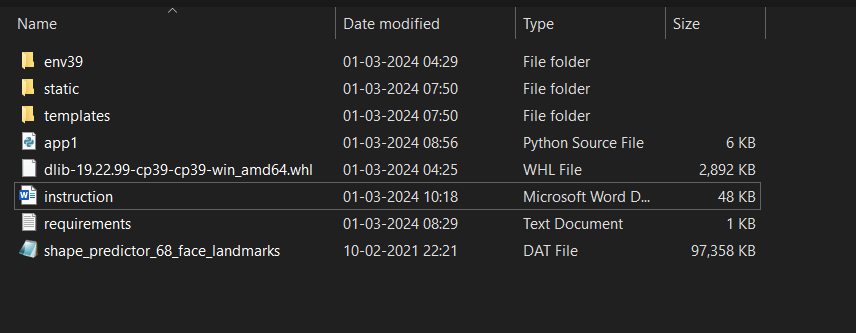 Name Date modified Type Size
env39 01-03-2024 04:29 File folder
static 01-03-2024 07:50 File folder
templates 01-03-2024 07:50 File folder
app1 01-03-2024 08:56 Python Source File 6 KB
dlib-19.22.99-cp39-cp39-win_amd64.whl 01-03-2024 04:25 WHL File 2,892 KB
instruction 01-03-2024 10:18 Microsoft Word D... 48 KB
requirements 01-03-2024 08:29 Text Document 1 KB
shape_predictor_68_face_landmarks 10-02-2021 22:21 DAT File 97,358 KB